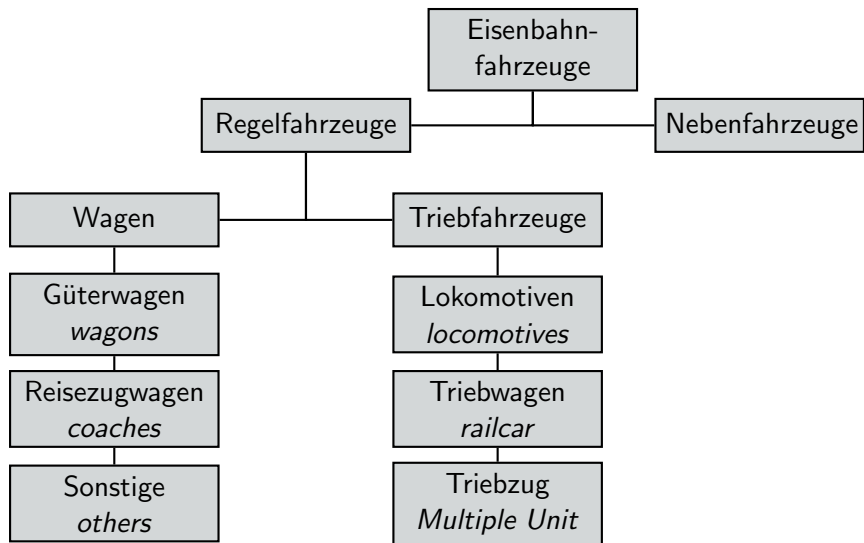 Eisenbahn-
fahrzeuge
Regelfahrzeuge
Nebenfahrzeuge
Wagen
Triebfahrzeuge
Güterwagen
wagons
Lokomotiven
locomotives
Reisezugwagen
coaches
Triebwagen
railcar
Sonstige
others
Triebzug
Multiple Unit